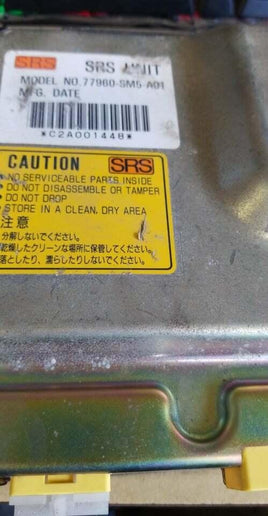 SRS SRS UNIT
MODEL NO.77960-SM5-A01
MFG. DATE
*C2A001448*
CAUTION SRS
NO SERVICEABLE PARTS INSIDE
DO NOT DISASSEMBLE OR TAMPER
DO NOT DROP
STORE IN A CLEAN, DRY AREA
注意
分解しないでください。
乾燥したクリーンな場所に保管してください。
落としたり、濡らしたりしないでください。